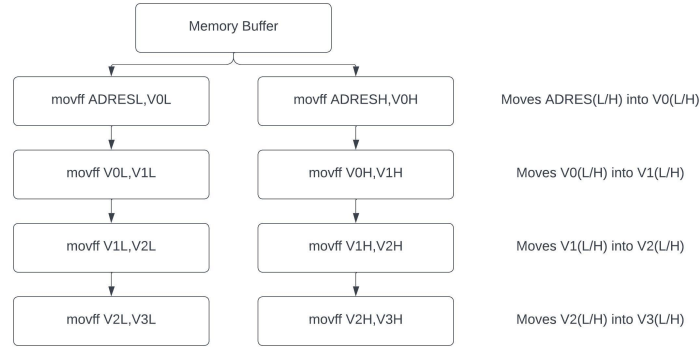 Memory Buffer
movff ADRESL,V0L
movff ADRESH,V0H
Moves ADRES(L/H) into V0(L/H)
movff V0L,V1L
movff V0H,V1H
Moves V0(L/H) into V1(L/H)
movff V1L,V2L
movff V1H,V2H
Moves V1(L/H) into V2(L/H)
movff V2L,V3L
movff V2H,V3H
Moves V2(L/H) into V3(L/H)